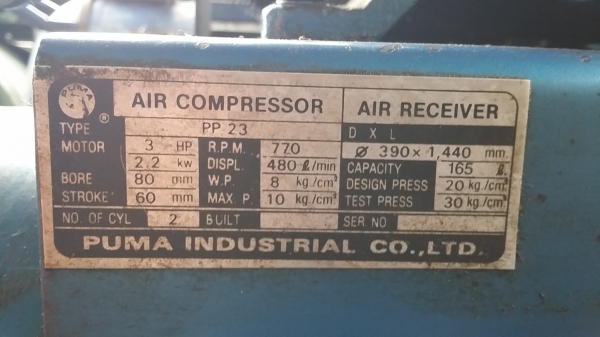 PUMA ®
AIR COMPRESSOR
TYPE PP 23
MOTOR 3 HP R.P.M. 770
2.2 kw DISPL. 480 ℓ/min
BORE 80 mm W.P. 8 kg/cm²
STROKE 60 mm MAX. P. 10 kg/cm²
NO. OF CYL 2 BUILT
AIR RECEIVER
D X L
Ø 390 x 1,440 mm.
CAPACITY 165 ℓ.
DESIGN PRESS 20 kg/cm²
TEST PRESS 30 kg/cm²
SER. NO
PUMA INDUSTRIAL CO.,LTD.